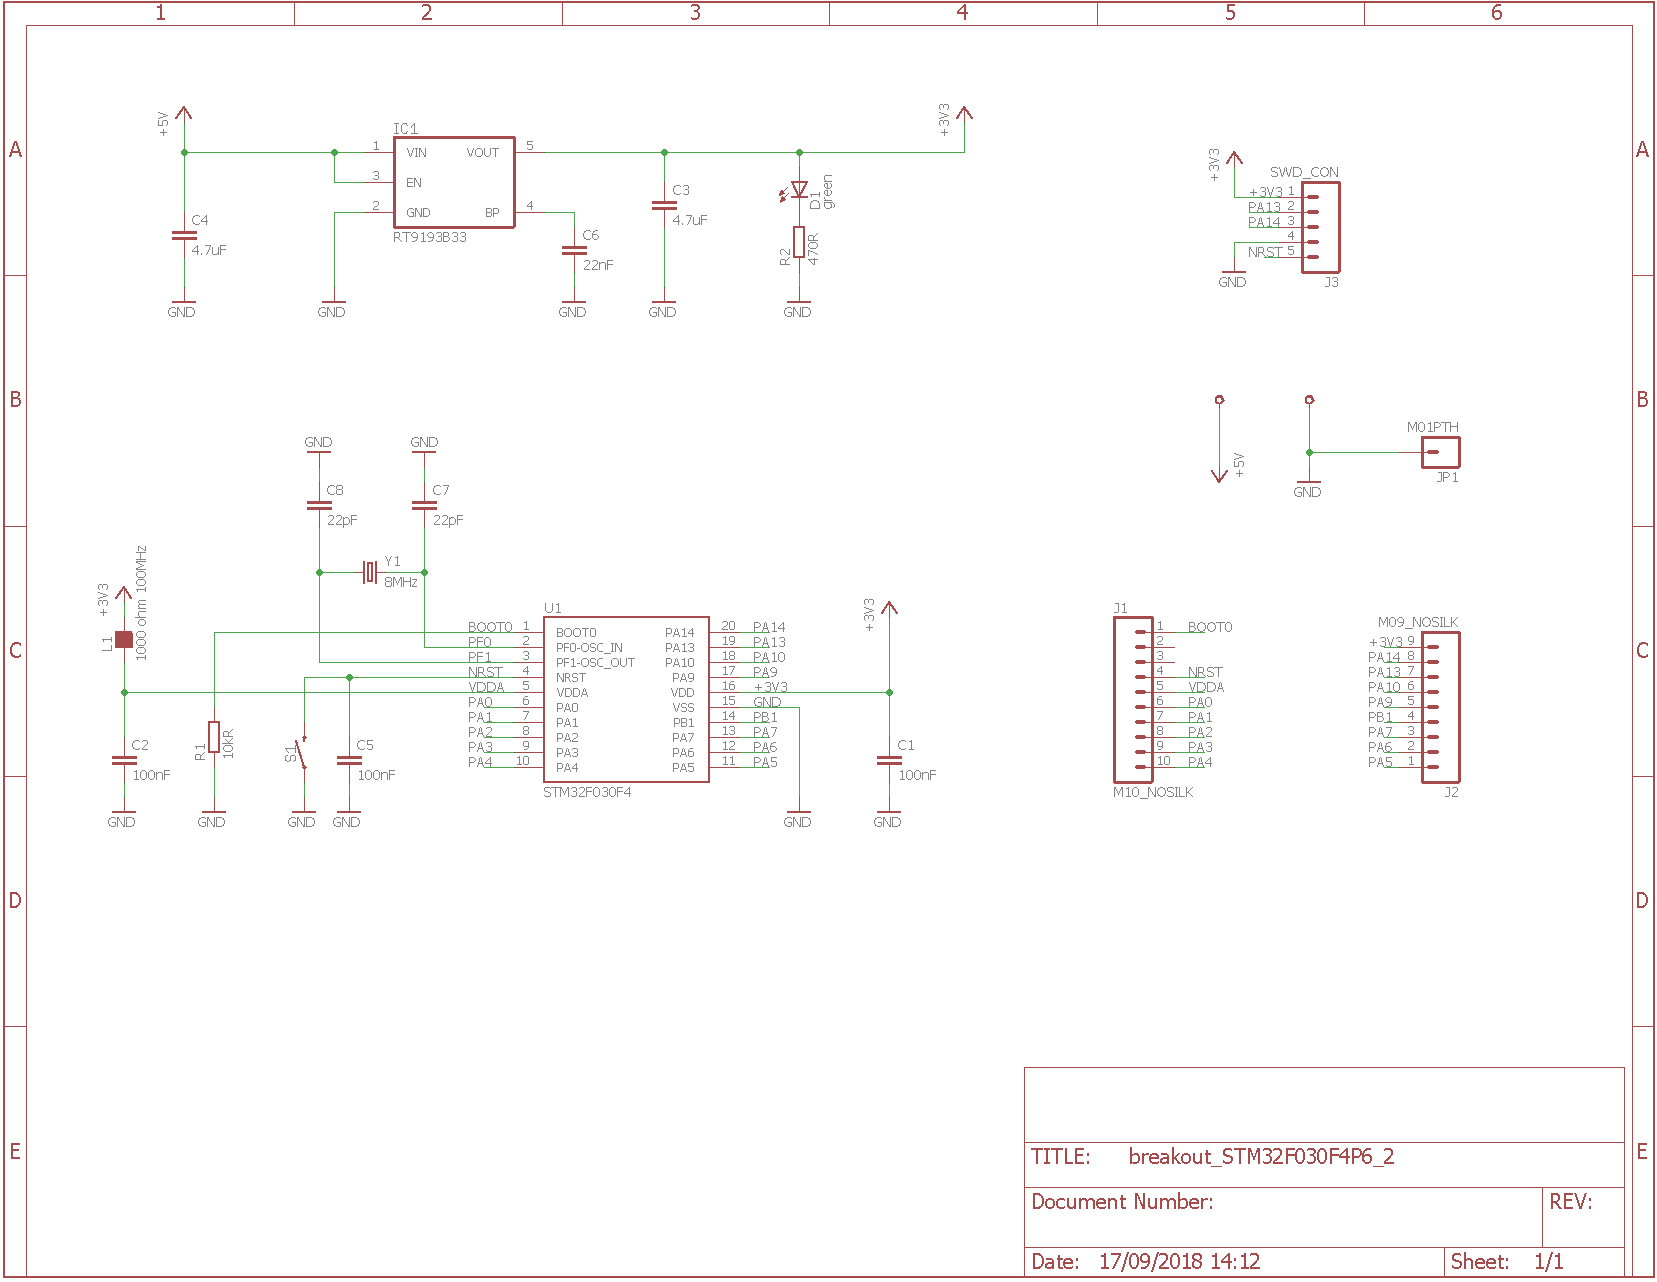 1 2 3 4 5 6
A A
B B
C C
D D
E E
+5V
IC1
1 VIN VOUT 5
3 EN
2 GND BP 4
RT9193B33
C4
4.7uF
GND
GND
C6
22nF
GND
C3
4.7uF
GND
D1
green
R2
470R
GND
+3V3
+3V3
SWD_CON
+3V3 1
PA13 2
PA14 3
4
NRST 5
GND
J3
+5V
GND
M01PTH
JP1
GND
GND
C8
22pF
C7
22pF
Y1
8MHz
+3V3
L1
1000 ohm 100MHz
C2
100nF
GND
R1
10kR
GND
S1
GND
C5
100nF
GND
U1
BOOT0 1 BOOT0 PA14 20 PA14
PF0 2 PF0-OSC_IN PA13 19 PA13
PF1 3 PF1-OSC_OUT PA10 18 PA10
NRST 4 NRST PA9 17 PA9
VDDA 5 VDDA VDD 16 +3V3
PA0 6 PA0 VSS 15 GND
PA1 7 PA1 PB1 14 PB1
PA2 8 PA2 PA7 13 PA7
PA3 9 PA3 PA6 12 PA6
PA4 10 PA4 PA5 11 PA5
STM32F030F4
GND
+3V3
C1
100nF
GND
J1
1 BOOT0
2
3
4 NRST
5 VDDA
6 PA0
7 PA1
8 PA2
9 PA3
10 PA4
M10_NOSILK
M09_NOSILK
+3V3 9
PA14 8
PA13 7
PA10 6
PA9 5
PB1 4
PA7 3
PA6 2
PA5 1
J2
TITLE: breakout_STM32F030F4P6_2
Document Number: REV:
Date: 17/09/2018 14:12 Sheet: 1/1